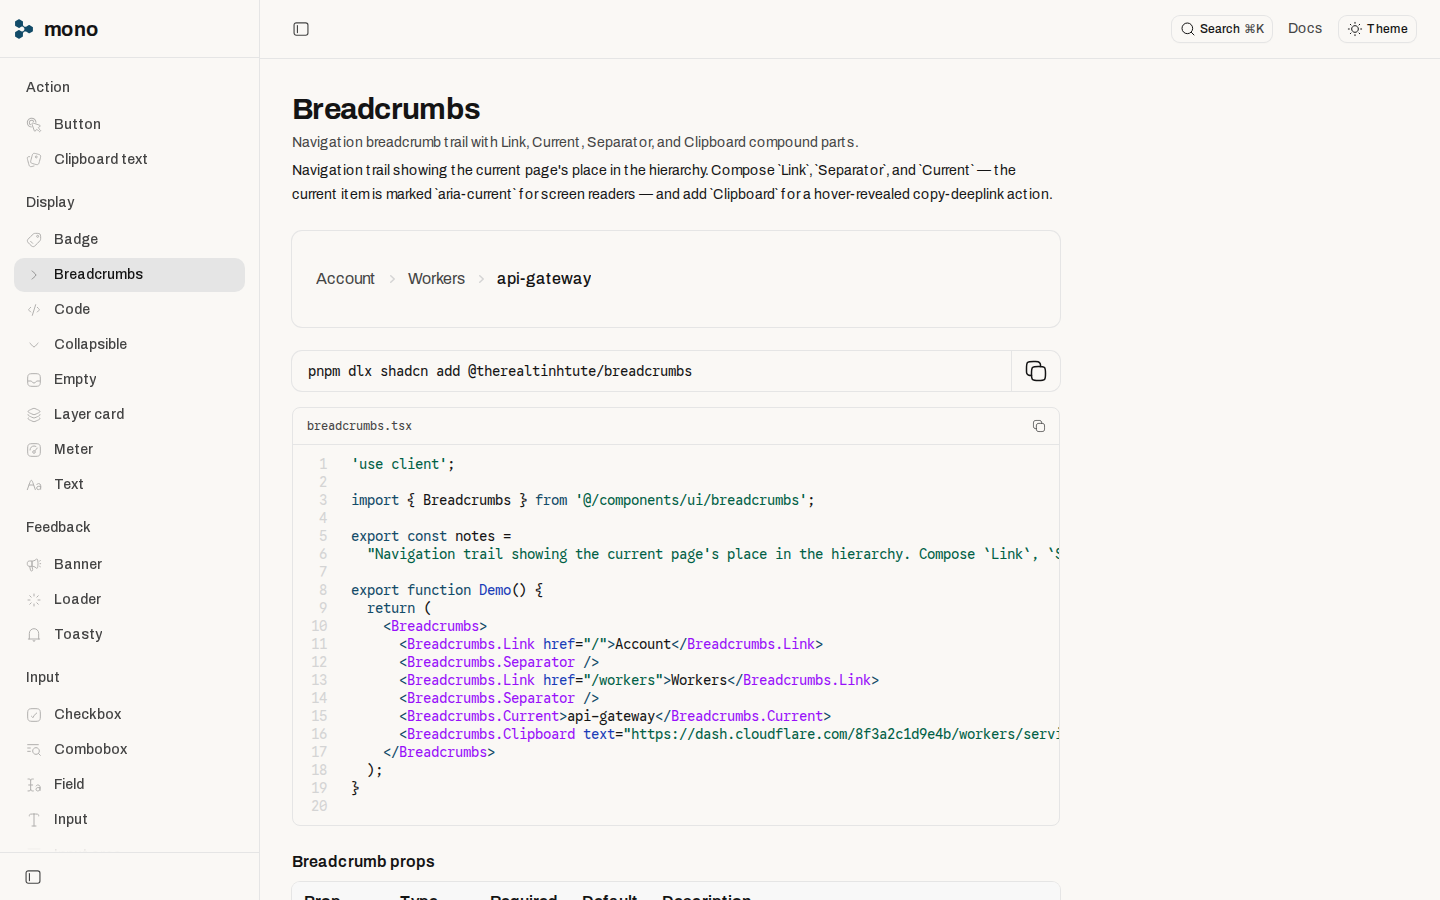 mono
Search ⌘K
Docs
Theme
Action
Button
Clipboard text
Display
Badge
Breadcrumbs
Code
Collapsible
Empty
Layer card
Meter
Text
Feedback
Banner
Loader
Toasty
Input
Checkbox
Combobox
Field
Input
Breadcrumbs
Navigation breadcrumb trail with Link, Current, Separator, and Clipboard compound parts.
Navigation trail showing the current page's place in the hierarchy. Compose `Link`, `Separator`, and `Current` — the
current item is marked `aria-current` for screen readers — and add `Clipboard` for a hover-revealed copy-deeplink action.
Account
Workers
api-gateway
pnpm dlx shadcn add @therealtinhtute/breadcrumbs
breadcrumbs.tsx
1 'use client';
2
3 import { Breadcrumbs } from '@/components/ui/breadcrumbs';
4
5 export const notes =
6 "Navigation trail showing the current page's place in the hierarchy. Compose `Link`, `S
7
8 export function Demo() {
9 return (
10 <Breadcrumbs>
11 <Breadcrumbs.Link href="/">Account</Breadcrumbs.Link>
12 <Breadcrumbs.Separator />
13 <Breadcrumbs.Link href="/workers">Workers</Breadcrumbs.Link>
14 <Breadcrumbs.Separator />
15 <Breadcrumbs.Current>api-gateway</Breadcrumbs.Current>
16 <Breadcrumbs.Clipboard text="https://dash.cloudflare.com/8f3a2c1d9e4b/workers/servi
17 </Breadcrumbs>
18 );
19 }
20
Breadcrumb props
Prop Type Required Default Description